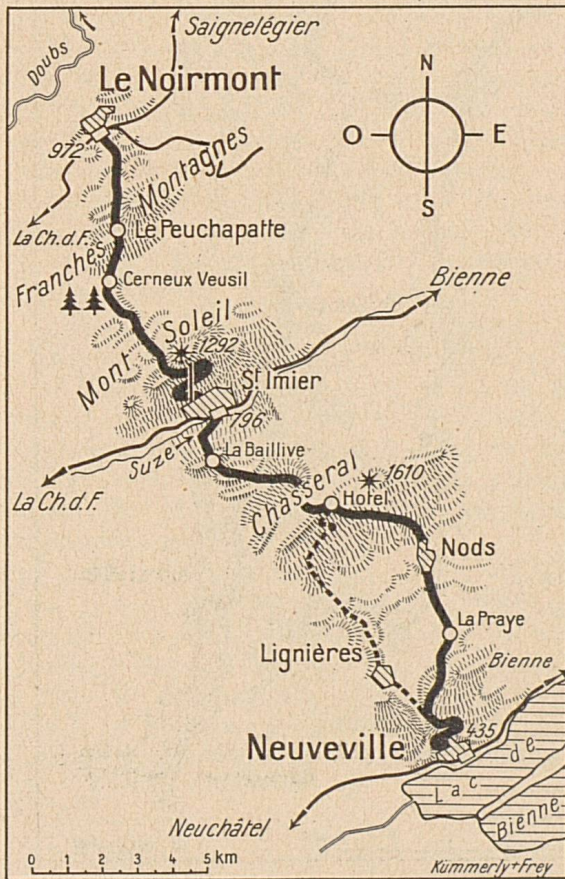 Saignelégier
Doubs
Le Noirmont
972
N
O
E
S
La Ch.d.F.
Franches Montagnes
Le Peuchapatte
Cerneux Veusil
Bienne
Mont Soleil
1292
St Imier
796
Suze
La Baillive
La Ch.d.F.
Chasseral
1610
Hotel
Nods
La Praye
Lignières
Bienne
Neuveville
435
Lac de Bienne
Neuchâtel
0 1 2 3 4 5 km
Kümmerly+Frey